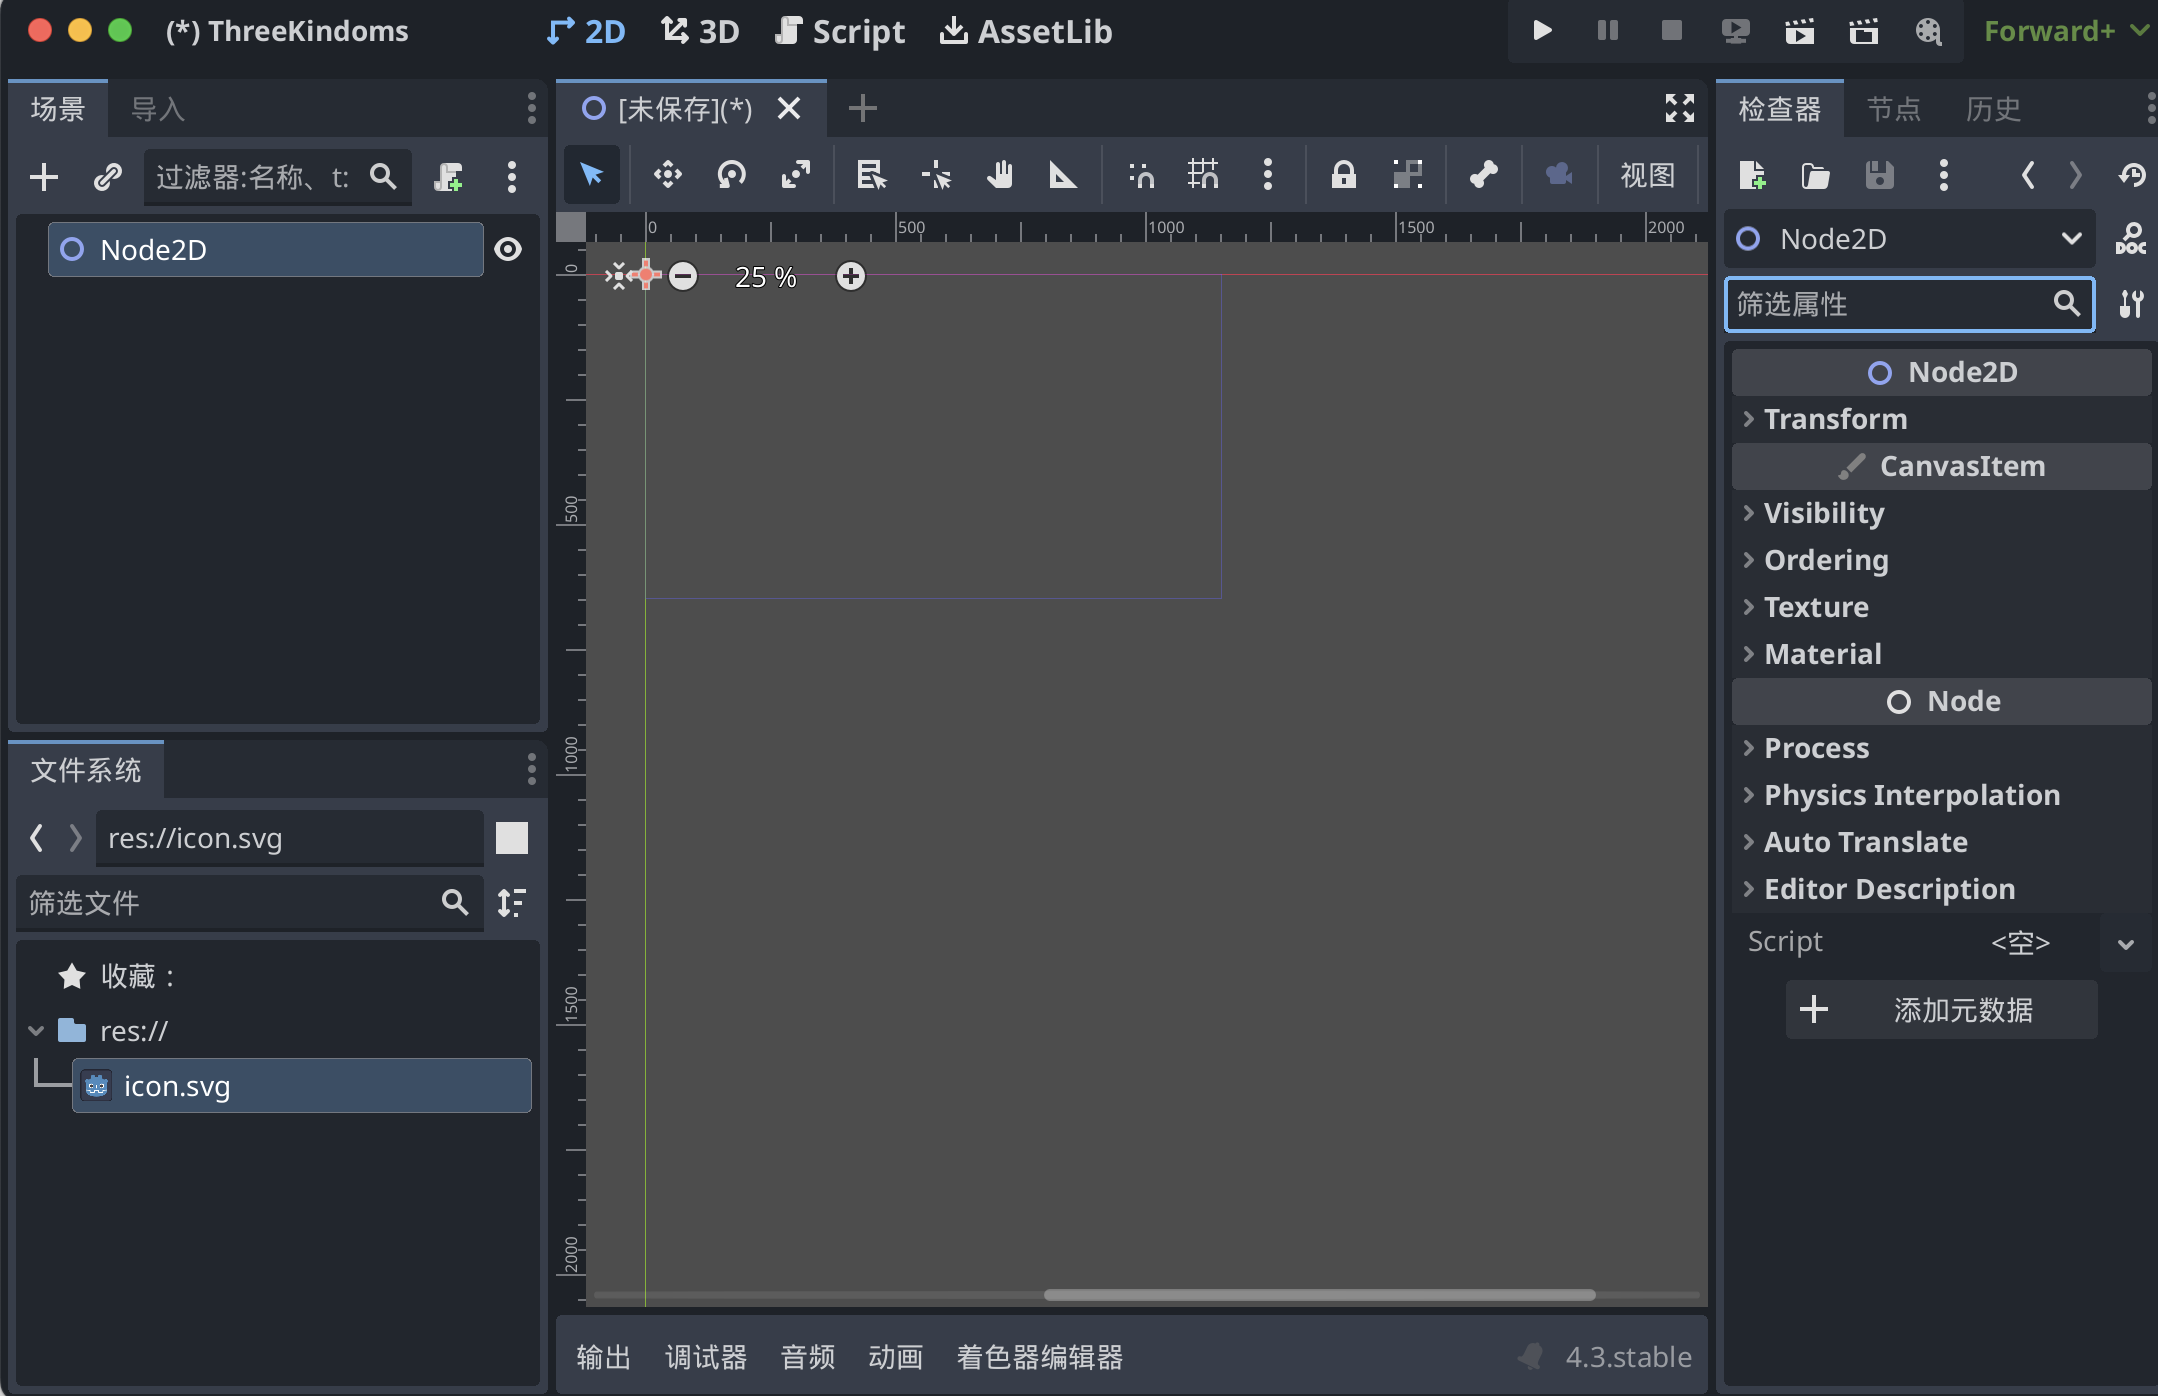 (*) ThreeKindoms
2D
3D
Script
AssetLib
Forward+
场景
导入
过滤器:名称、t:
Node2D
[未保存](*)
视图
0
500
1000
1500
2000
0
500
1000
1500
2000
25 %
文件系统
res://icon.svg
筛选文件
收藏：
res://
icon.svg
输出
调试器
音频
动画
着色器编辑器
4.3.stable
检查器
节点
历史
Node2D
DOC
筛选属性
Node2D
Transform
CanvasItem
Visibility
Ordering
Texture
Material
Node
Process
Physics Interpolation
Auto Translate
Editor Description
Script
<空>
添加元数据